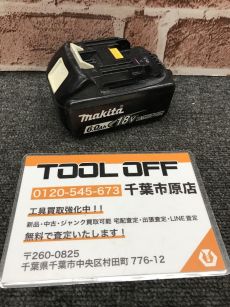 makita
6.0Ah 18V
TOOL OFF
0120-545-673 千葉市原店
工具買取強化中！！
新品・中古・ジャンク買取可能 宅配査定・出張査定・LINE査定
無料で査定いたします！
〒260-0825
千葉県千葉市中央区村田町 776-12